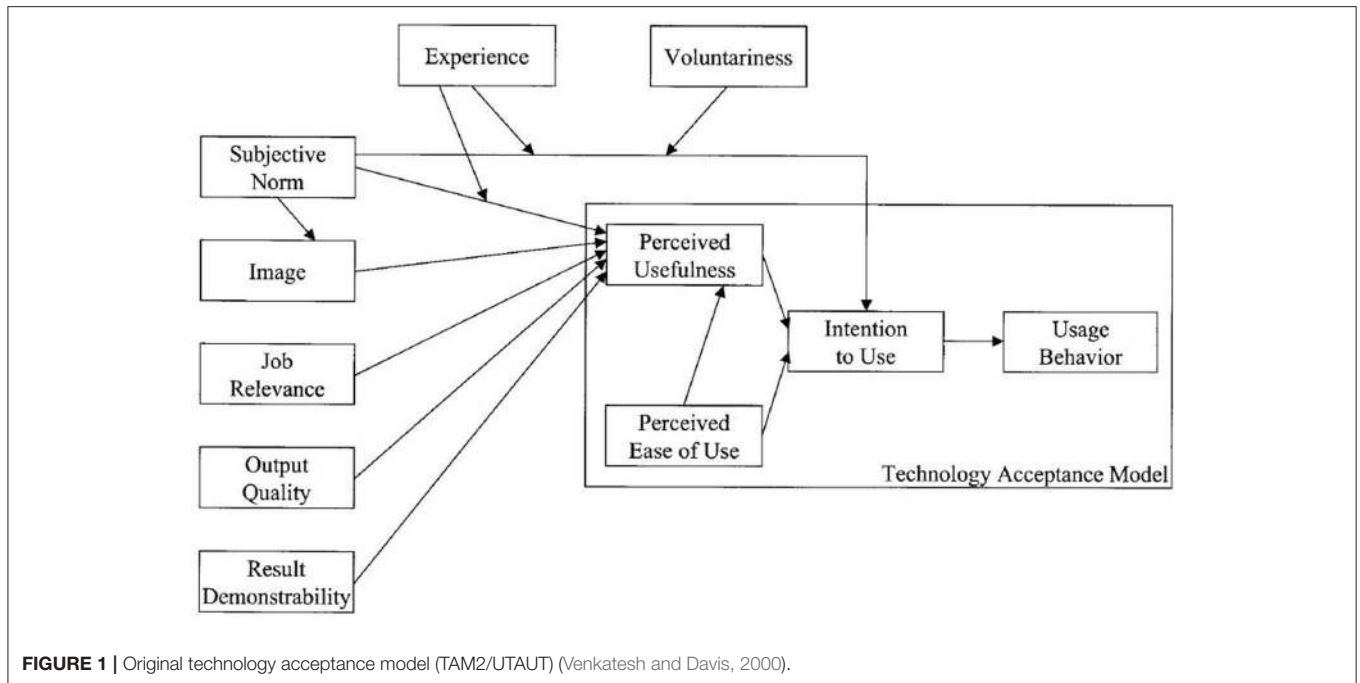 Experience
Voluntariness
Subjective
Norm
Image
Perceived
Usefulness
Intention
to Use
Usage
Behavior
Job
Relevance
Perceived
Ease of Use
Output
Quality
Technology Acceptance Model
Result
Demonstrability
FIGURE 1 | Original technology acceptance model (TAM2/UTAUT) (Venkatesh and Davis, 2000).